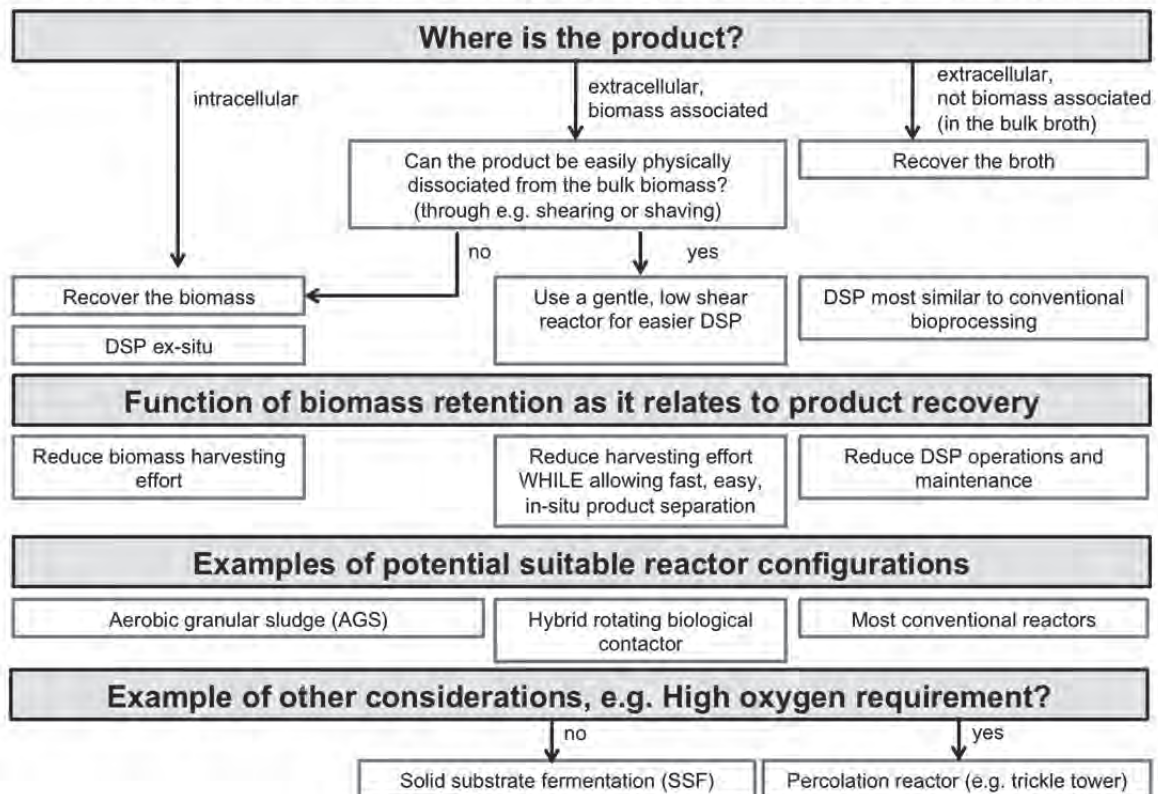 Where is the product?
intracellular
extracellular,
biomass associated
extracellular,
not biomass associated
(in the bulk broth)
Can the product be easily physically
dissociated from the bulk biomass?
(through e.g. shearing or shaving)
Recover the broth
no
yes
Recover the biomass
DSP ex-situ
Use a gentle, low shear
reactor for easier DSP
DSP most similar to conventional
bioprocessing
Function of biomass retention as it relates to product recovery
Reduce biomass harvesting
effort
Reduce harvesting effort
WHILE allowing fast, easy,
in-situ product separation
Reduce DSP operations and
maintenance
Examples of potential suitable reactor configurations
Aerobic granular sludge (AGS)
Hybrid rotating biological
contactor
Most conventional reactors
Example of other considerations, e.g. High oxygen requirement?
no
yes
Solid substrate fermentation (SSF)
Percolation reactor (e.g. trickle tower)